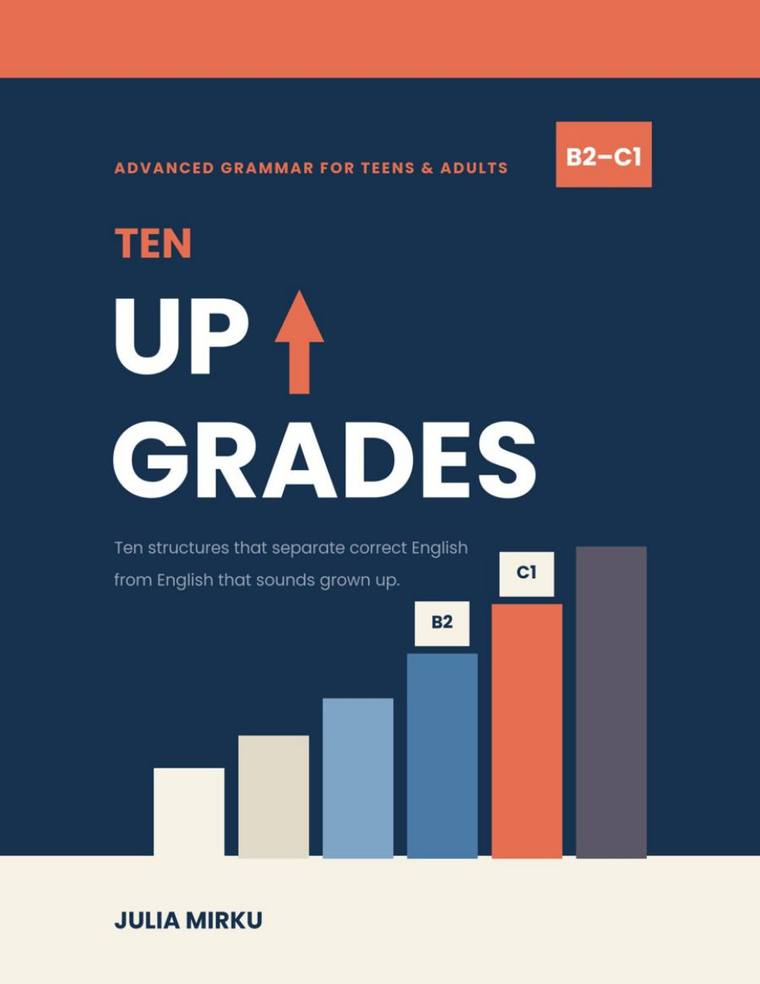 ADVANCED GRAMMAR FOR TEENS & ADULTS
B2–C1
TEN
UP
GRADES
Ten structures that separate correct English
from English that sounds grown up.
C1
B2
JULIA MIRKU